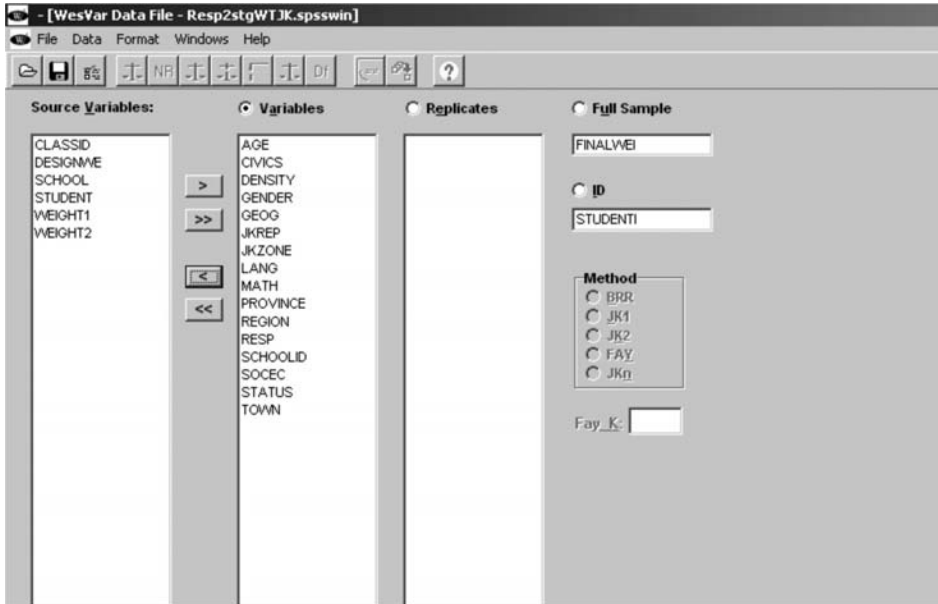 - [WesVar Data File - Resp2stgWTJK.spsswin]
File Data Format Windows Help
NR Df ?
Source Variables:
CLASSID
DESIGNWE
SCHOOL
STUDENT
WEIGHT1
WEIGHT2
>
>>
<
<<
Variables
AGE
CIVICS
DENSITY
GENDER
GEOG
JKREP
JKZONE
LANG
MATH
PROVINCE
REGION
RESP
SCHOOLID
SOCEC
STATUS
TOWN
Replicates
Full Sample
FINALWEI
ID
STUDENTI
Method
BRR
JK1
JK2
FAY
JKn
Fay_K: